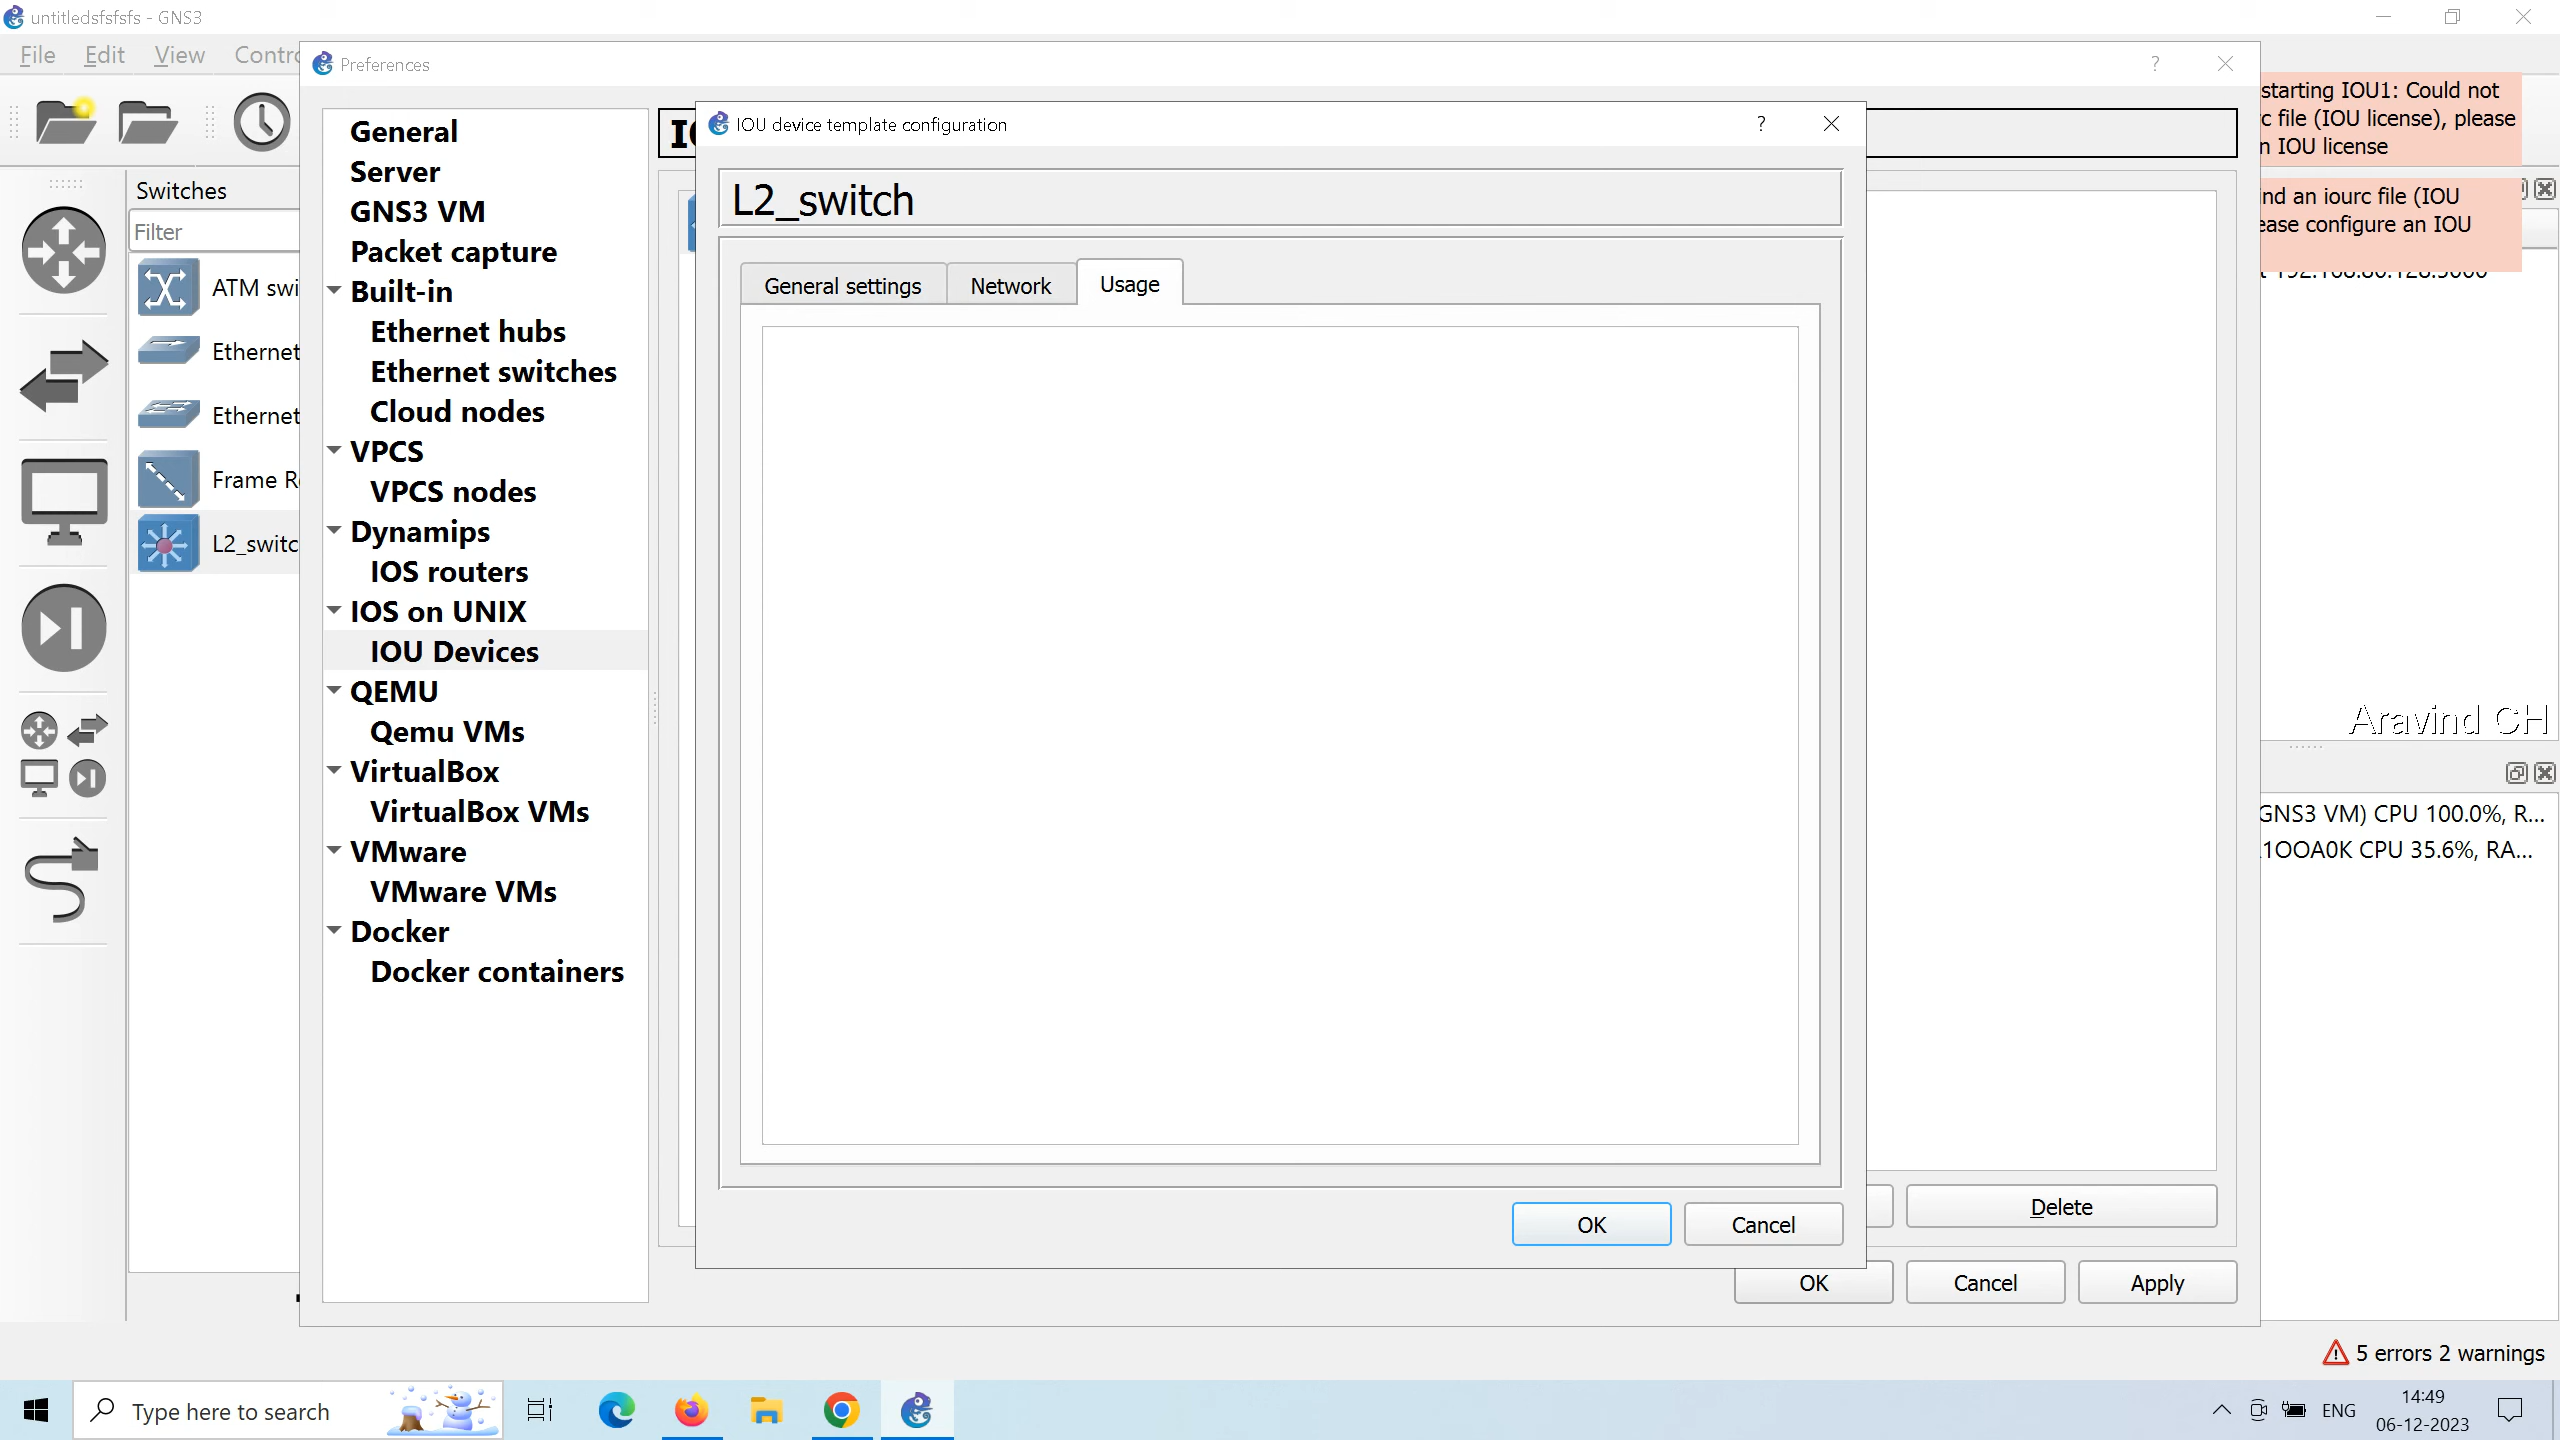 untitledsfsfsfs - GNS3
File Edit View Contro
Preferences
General
Server
GNS3 VM
Packet capture
Built-in
Ethernet hubs
Ethernet switches
Cloud nodes
VPCS
VPCS nodes
Dynamips
IOS routers
IOS on UNIX
IOU Devices
QEMU
Qemu VMs
VirtualBox
VirtualBox VMs
VMware
VMware VMs
Docker
Docker containers
Switches
Filter
ATM swi
Ethernet
Ethernet
Frame R
L2_switc
IOU device template configuration
?
L2_switch
General settings
Network
Usage
OK
Cancel
Delete
OK
Cancel
Apply
starting IOU1: Could not
c file (IOU license), please
n IOU license
nd an iourc file (IOU
ease configure an IOU
Aravind CH
GNS3 VM) CPU 100.0%, R...
1OOA0K CPU 35.6%, RA...
5 errors 2 warnings
Type here to search
ENG
14:49
06-12-2023